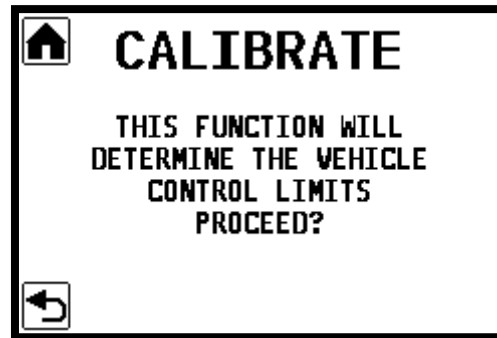 CALIBRATE
THIS FUNCTION WILL
DETERMINE THE VEHICLE
CONTROL LIMITS
PROCEED?